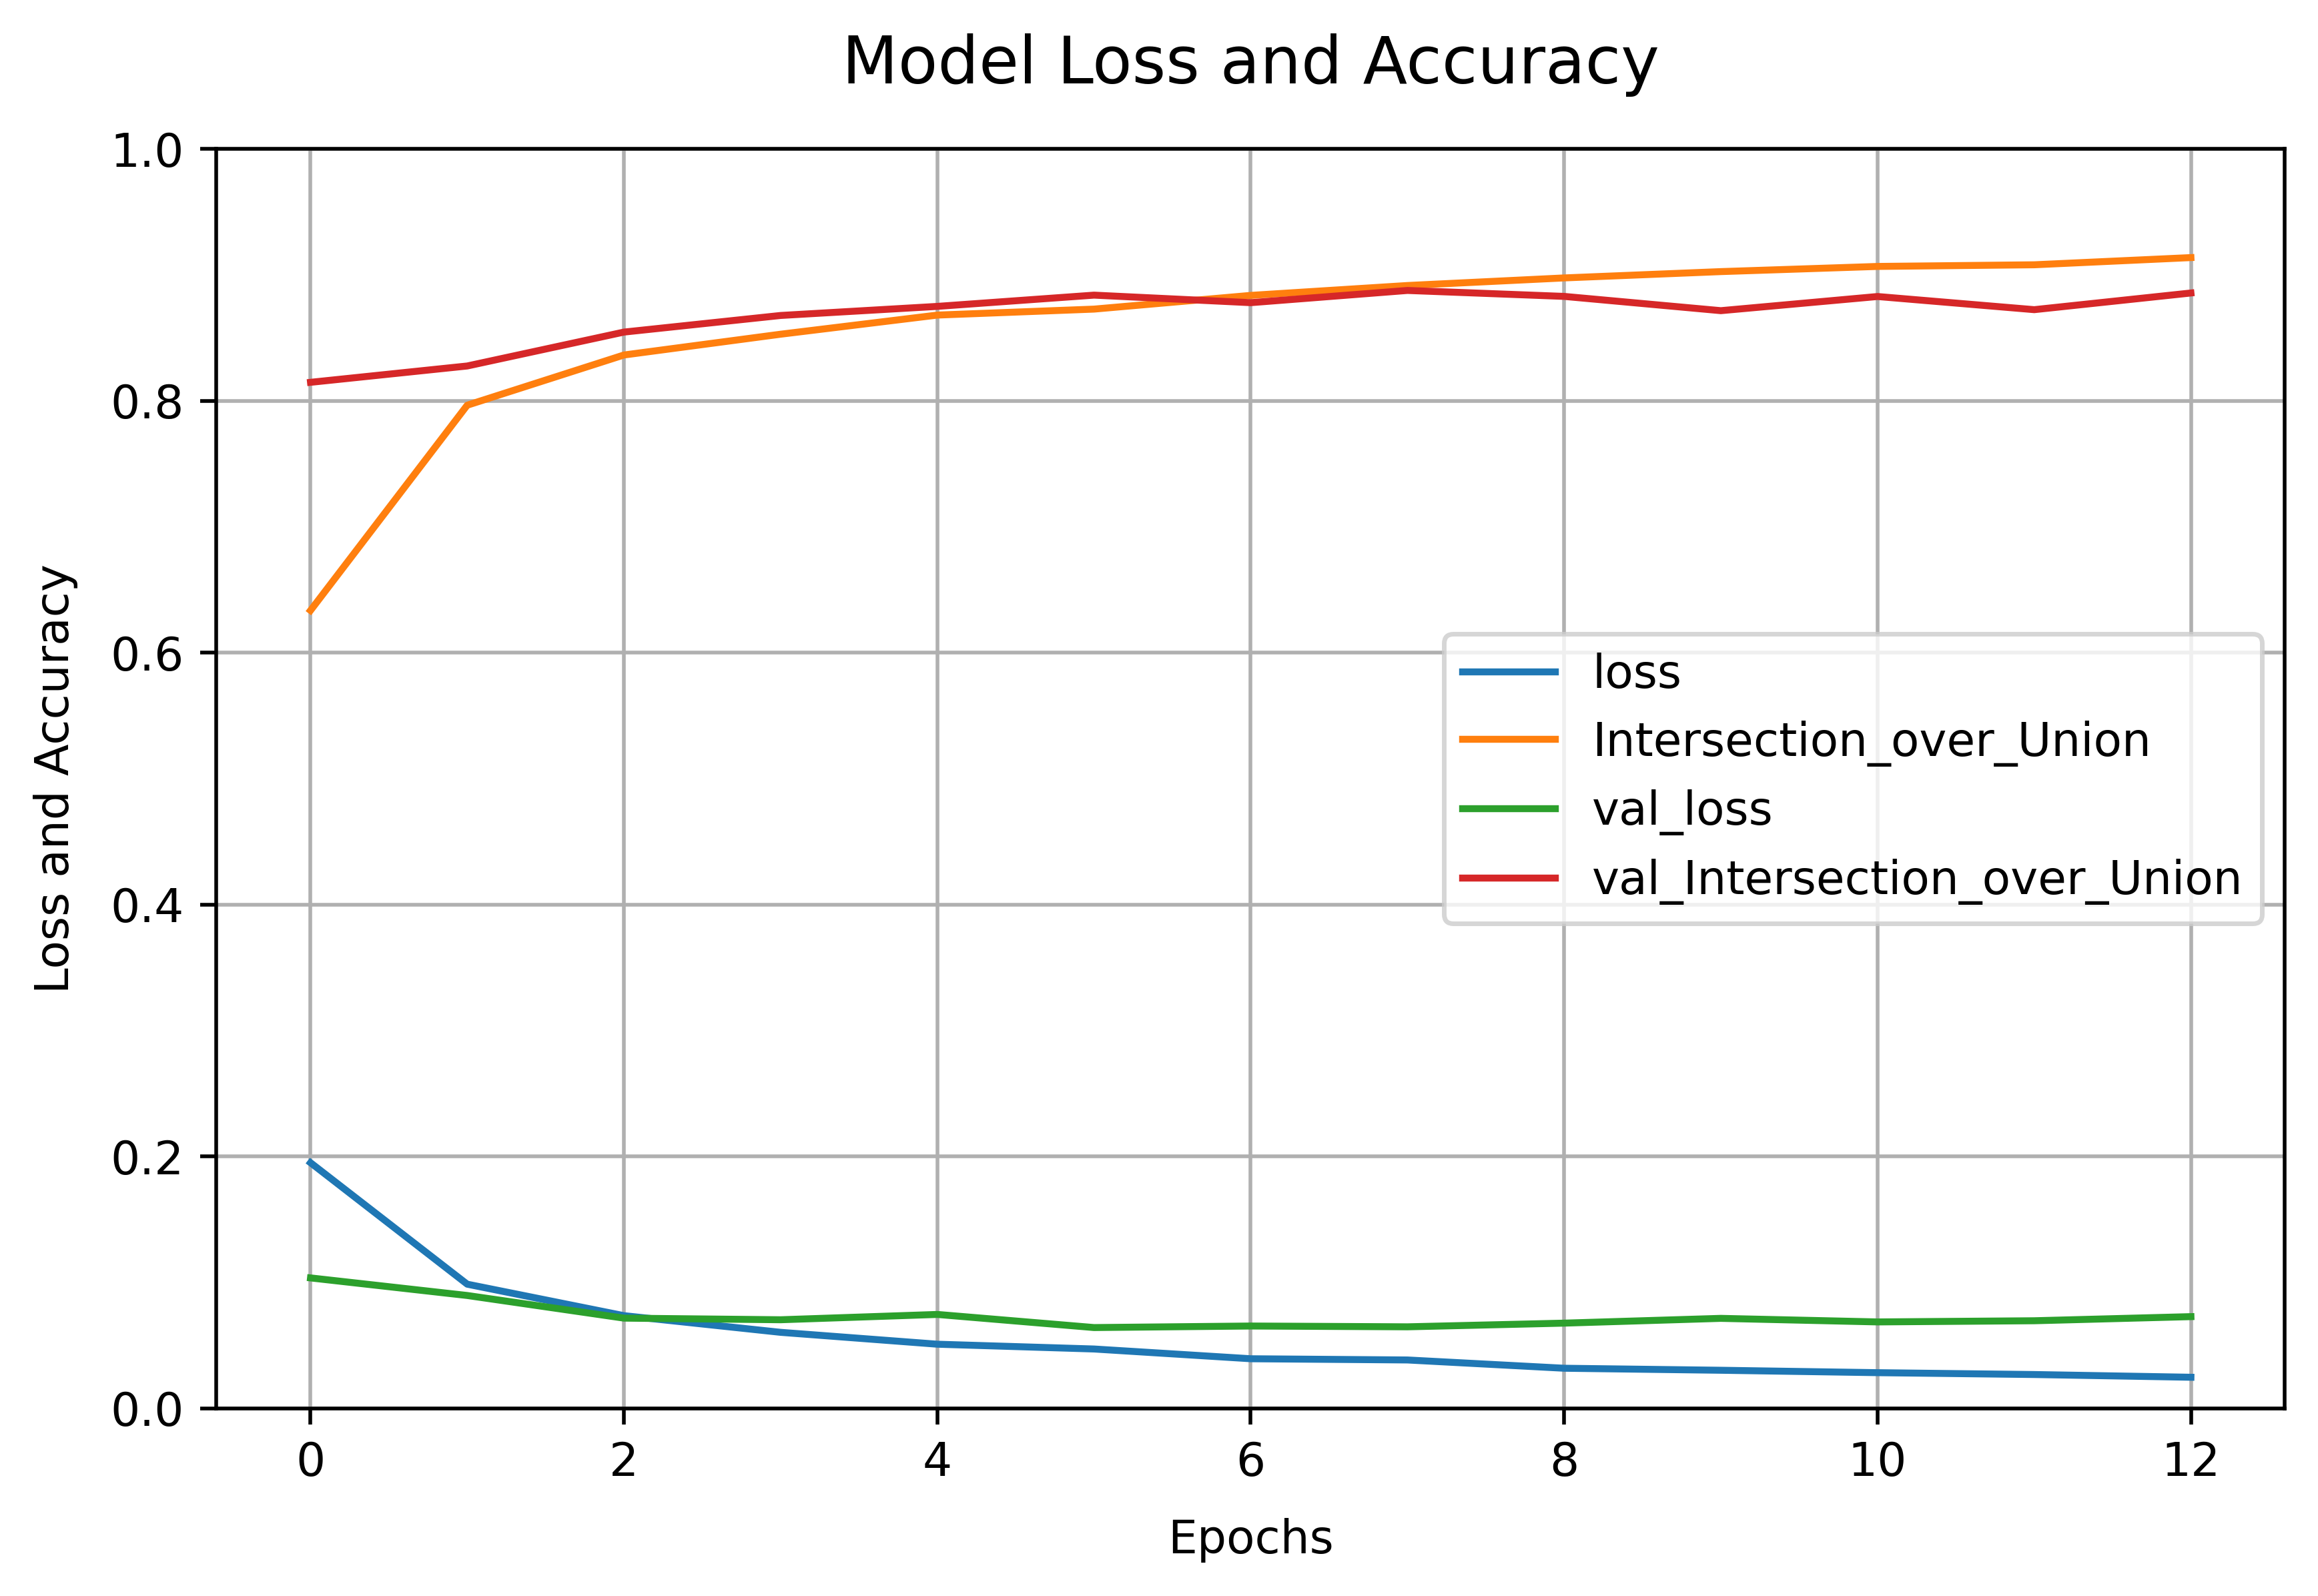 Model Loss and Accuracy
1.0
0.8
0.6
0.4
0.2
0.0
Loss and Accuracy
loss
Intersection_over_Union
val_loss
val_Intersection_over_Union
0 2 4 6 8 10 12
Epochs